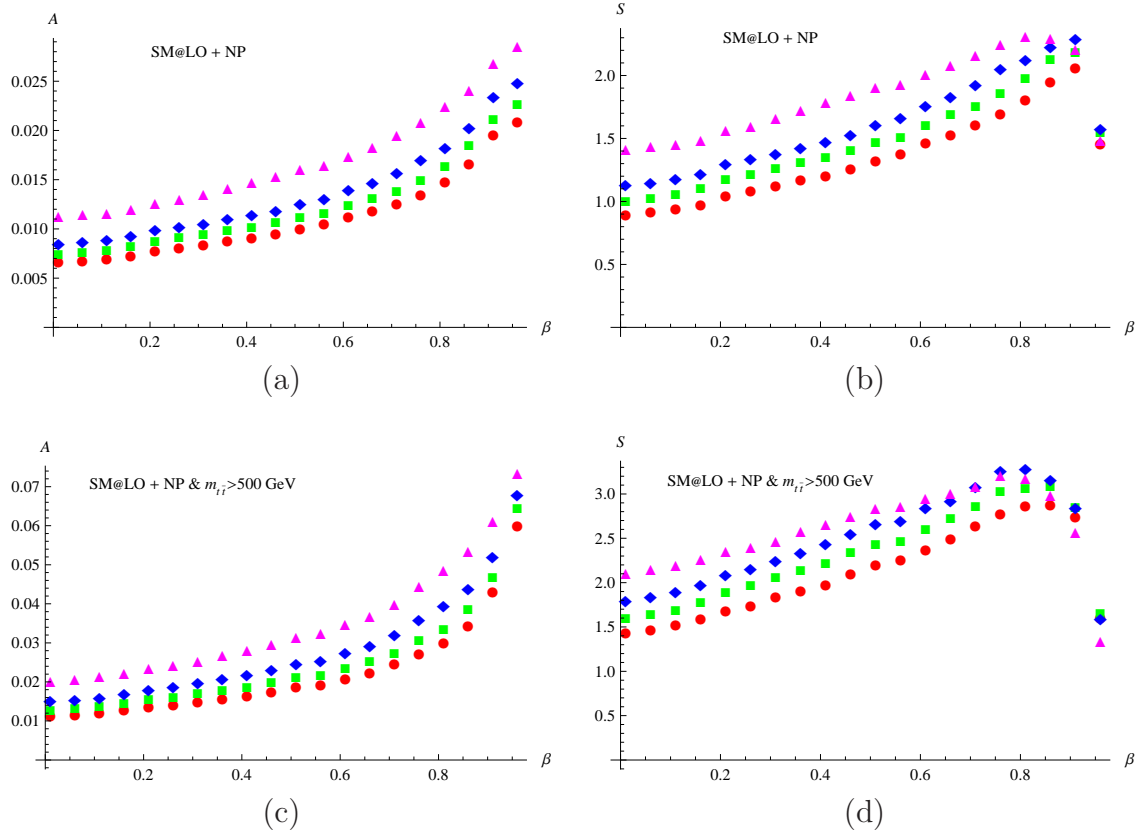 A
SM@LO + NP
0.025
0.020
0.015
0.010
0.005
0.2 0.4 0.6 0.8 β
(a)
S
SM@LO + NP
2.0
1.5
1.0
0.5
0.2 0.4 0.6 0.8 β
(b)
A
SM@LO + NP & m_{t\bar{t}}>500 GeV
0.07
0.06
0.05
0.04
0.03
0.02
0.01
0.2 0.4 0.6 0.8 β
(c)
S
SM@LO + NP & m_{t\bar{t}}>500 GeV
3.0
2.5
2.0
1.5
1
0.5
0.2 0.4 0.6 0.8 β
(d)